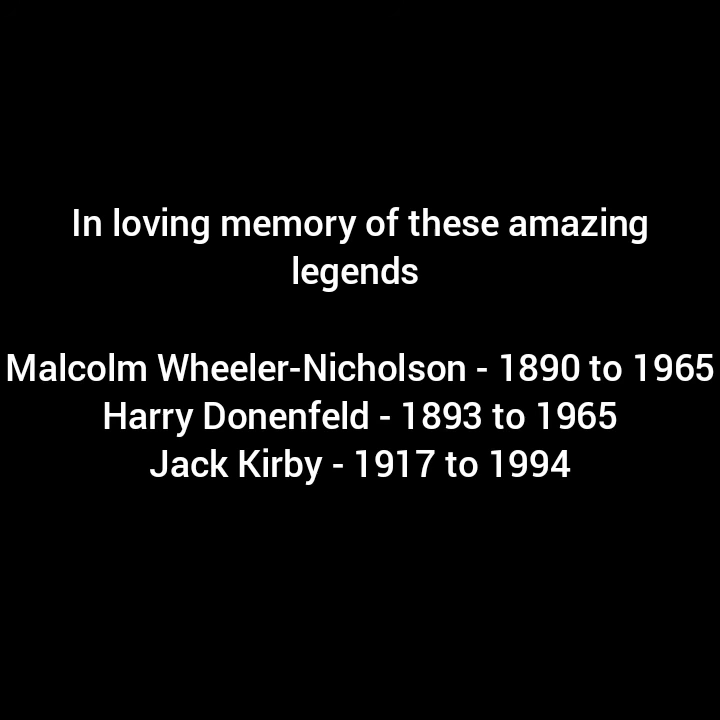 In loving memory of these amazing
legends
Malcolm Wheeler-Nicholson - 1890 to 1965
Harry Donenfeld - 1893 to 1965
Jack Kirby - 1917 to 1994